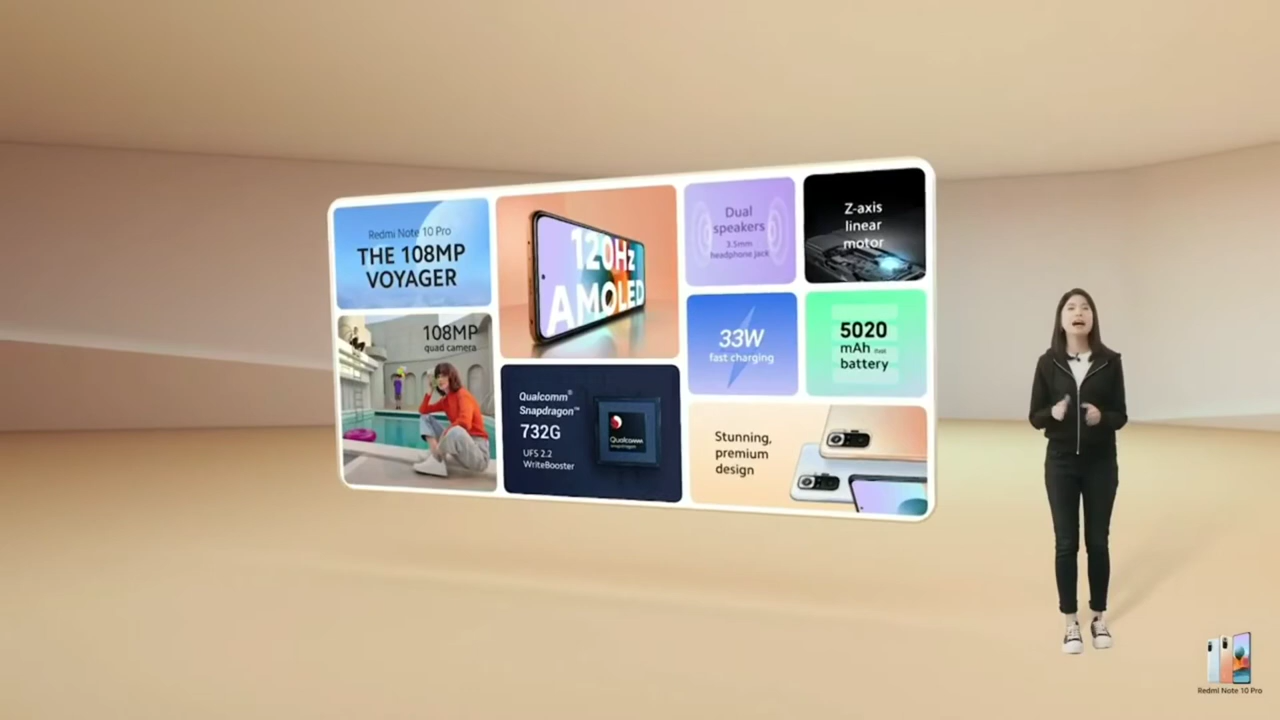 Redmi Note 10 Pro
THE 108MP
VOYAGER
108MP
quad camera
120Hz
AMOLED
Qualcomm®
Snapdragon™
732G
UFS 2.2
WriteBooster
Qualcomm
snapdragon
Dual
speakers
3.5mm
headphone jack
Z-axis
linear
motor
33W
fast charging
5020
mAh
battery
Stunning,
premium
design
Redmi Note 10 Pro